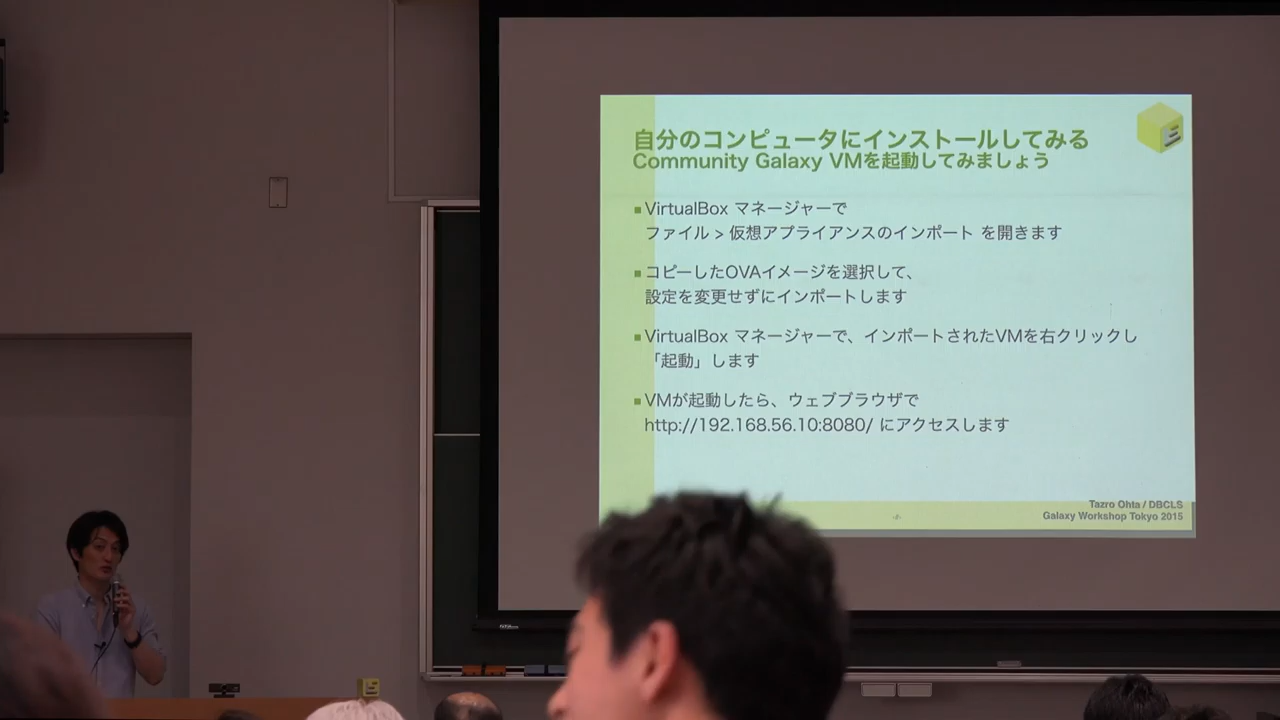 自分のコンピュータにインストールしてみる
Community Galaxy VMを起動してみましょう
VirtualBox マネージャーで
ファイル > 仮想アプライアンスのインポート を開きます
コピーしたOVAイメージを選択して、
設定を変更せずにインポートします
VirtualBox マネージャーで、インポートされたVMを右クリックし
「起動」します
VMが起動したら、ウェブブラウザで
http://192.168.56.10:8080/ にアクセスします
Tazro Ohta / DBCLS
Galaxy Workshop Tokyo 2015